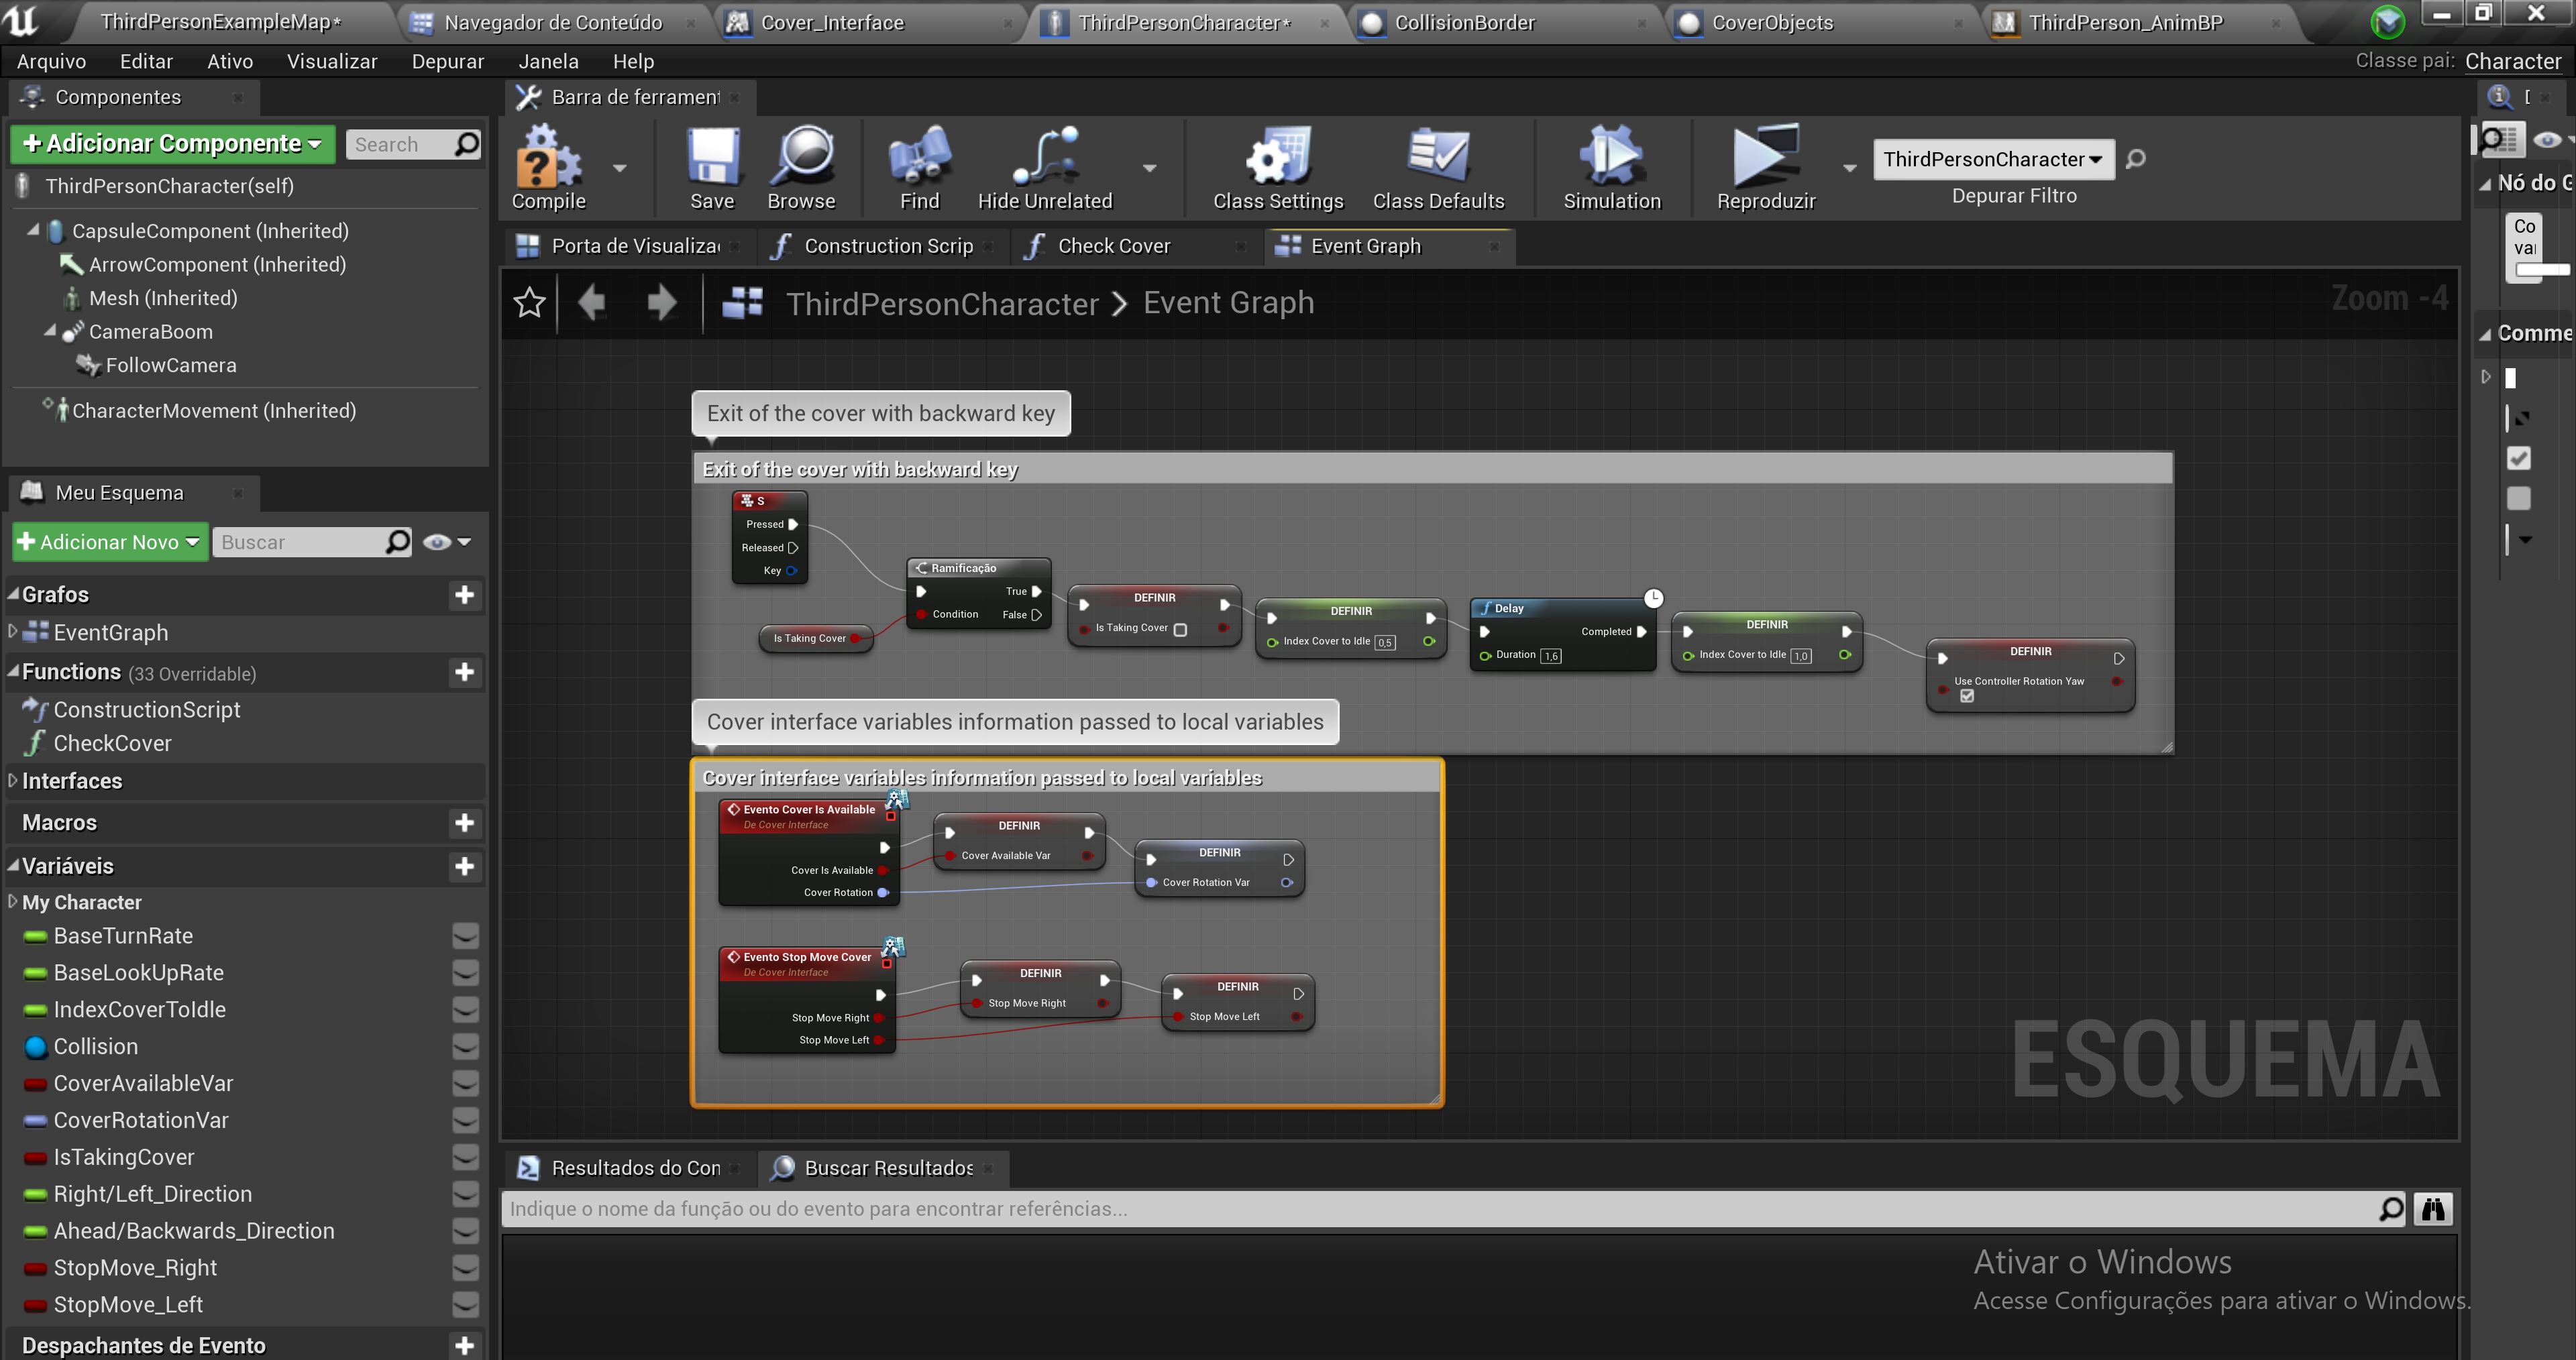 ThirdPersonExampleMap*
Navegador de Conteúdo
Cover_Interface
ThirdPersonCharacter*
CollisionBorder
CoverObjects
ThirdPerson_AnimBP
Arquivo
Editar
Ativo
Visualizar
Depurar
Janela
Help
Classe pai: Character
Componentes
+Adicionar Componente
Search
ThirdPersonCharacter(self)
CapsuleComponent (Inherited)
ArrowComponent (Inherited)
Mesh (Inherited)
CameraBoom
FollowCamera
CharacterMovement (Inherited)
Meu Esquema
+Adicionar Novo
Buscar
Grafos
EventGraph
Functions (33 Overridable)
ConstructionScript
CheckCover
Interfaces
Macros
Variáveis
My Character
BaseTurnRate
BaseLookUpRate
IndexCoverToIdle
Collision
CoverAvailableVar
CoverRotationVar
IsTakingCover
Right/Left_Direction
Ahead/Backwards_Direction
StopMove_Right
StopMove_Left
Despachantes de Evento
Barra de ferrament
Compile
Save
Browse
Find
Hide Unrelated
Class Settings
Class Defaults
Simulation
Reproduzir
ThirdPersonCharacter
Depurar Filtro
Porta de Visualiza
Construction Scrip
Check Cover
Event Graph
ThirdPersonCharacter > Event Graph
Zoom -4
Exit of the cover with backward key
Exit of the cover with backward key
S
Pressed
Released
Key
Is Taking Cover
Ramificação
True
Condition
False
DEFINIR
Is Taking Cover
DEFINIR
Index Cover to Idle 0,5
Delay
Completed
Duration 1,6
DEFINIR
Index Cover to Idle 1,0
DEFINIR
Use Controller Rotation Yaw
Cover interface variables information passed to local variables
Cover interface variables information passed to local variables
Evento Cover Is Available
De Cover Interface
Cover Is Available
Cover Rotation
DEFINIR
Cover Available Var
DEFINIR
Cover Rotation Var
Evento Stop Move Cover
De Cover Interface
Stop Move Right
Stop Move Left
DEFINIR
Stop Move Right
DEFINIR
Stop Move Left
ESQUEMA
Resultados do Con
Buscar Resultados
Indique o nome da função ou do evento para encontrar referências...
Ativar o Windows
Acesse Configurações para ativar o Windows.
Nó do G
Co
vai
Comme